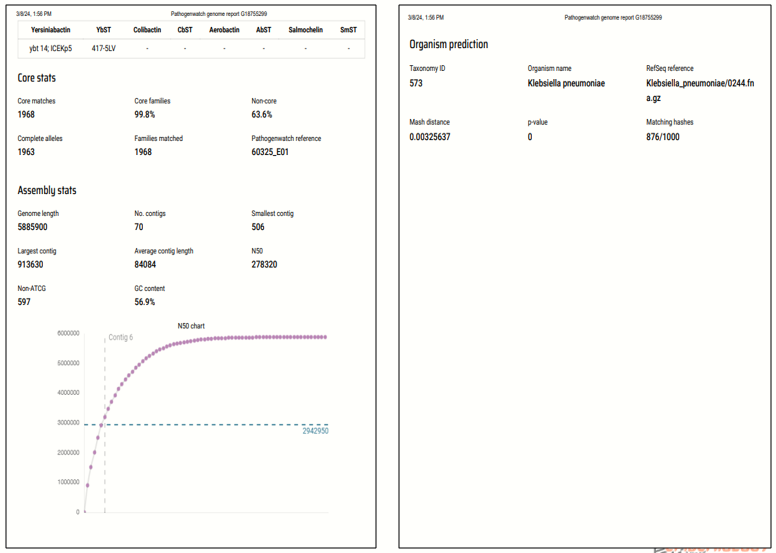 3/8/24, 1:56 PM Pathogenwatch genome report G18755299
Yersiniabactin YbST Colibactin CbST Aerobactin AbST Salmochelin SmST
ybt 14; ICEKp5 417-5LV - - - - - -
Core stats
Core matches Core families Non-core
1968 99.8% 63.6%
Complete alleles Families matched Pathogenwatch reference
1963 1968 60325_E01
Assembly stats
Genome length No. contigs Smallest contig
5885900 70 506
Largest contig Average contig length N50
913630 84084 278320
Non-ATCG GC content
597 56.9%
N50 chart
6000000
Contig 6
5000000
4000000
3000000
2942950
2000000
1000000
0
3/8/24, 1:56 PM Pathogenwatch genome report G18755299
Organism prediction
Taxonomy ID Organism name RefSeq reference
573 Klebsiella pneumoniae Klebsiella_pneumoniae/0244.fn
a.gz
Mash distance p-value Matching hashes
0.00325637 0 876/1000